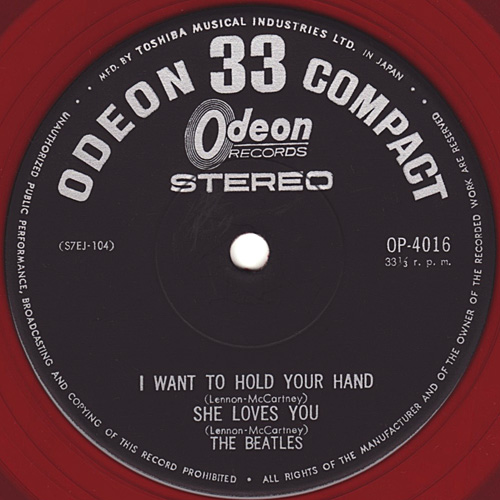 MFD. BY TOSHIBA MUSICAL INDUSTRIES LTD. IN JAPAN
ODEON 33 COMPACT
Odeon
RECORDS
STEREO
(S7EJ-104)
OP-4016
33⅓ r. p. m.
I WANT TO HOLD YOUR HAND
(Lennon-McCartney)
SHE LOVES YOU
(Lennon-McCartney)
THE BEATLES
UNAUTHORIZED PUBLIC PERFORMANCE, BROADCASTING AND COPYING OF THIS RECORD PROHIBITED • ALL RIGHTS OF THE MANUFACTURER AND OF THE OWNER OF THE RECORDED WORK ARE RESERVED